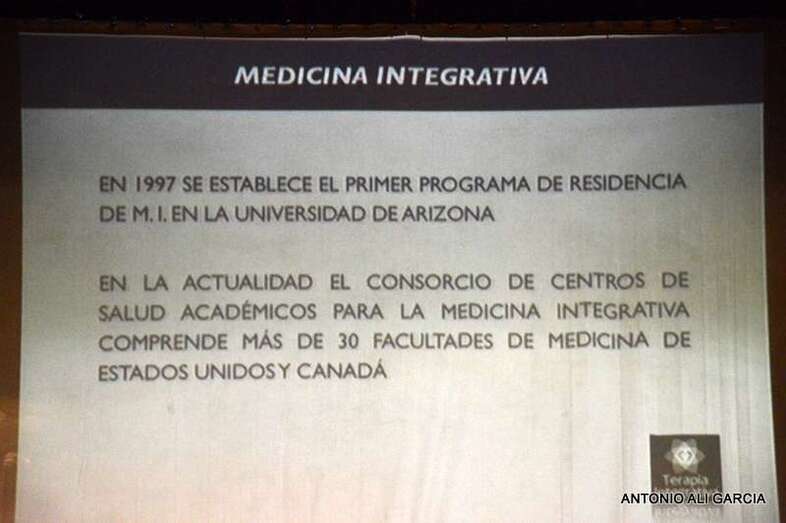 MEDICINA INTEGRATIVA
EN 1997 SE ESTABLECE EL PRIMER PROGRAMA DE RESIDENCIA
DE M. I. EN LA UNIVERSIDAD DE ARIZONA
EN LA ACTUALIDAD EL CONSORCIO DE CENTROS DE
SALUD ACADÉMICOS PARA LA MEDICINA INTEGRATIVA
COMPRENDE MÁS DE 30 FACULTADES DE MEDICINA DE
ESTADOS UNIDOS Y CANADÁ
Terapia
Integrativa
ANTONIO ALI GARCIA